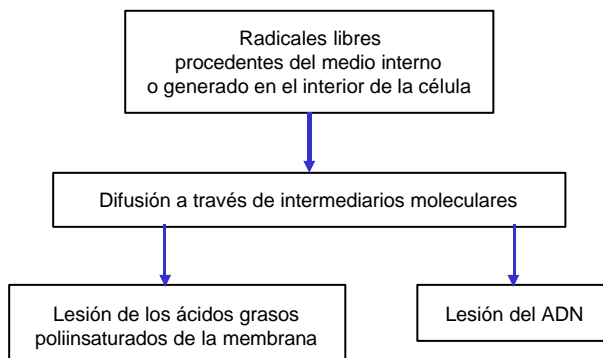 Radicales libres
procedentes del medio interno
o generado en el interior de la célula
Difusión a través de intermediarios moleculares
Lesión de los ácidos grasos
poliinsaturados de la membrana
Lesión del ADN